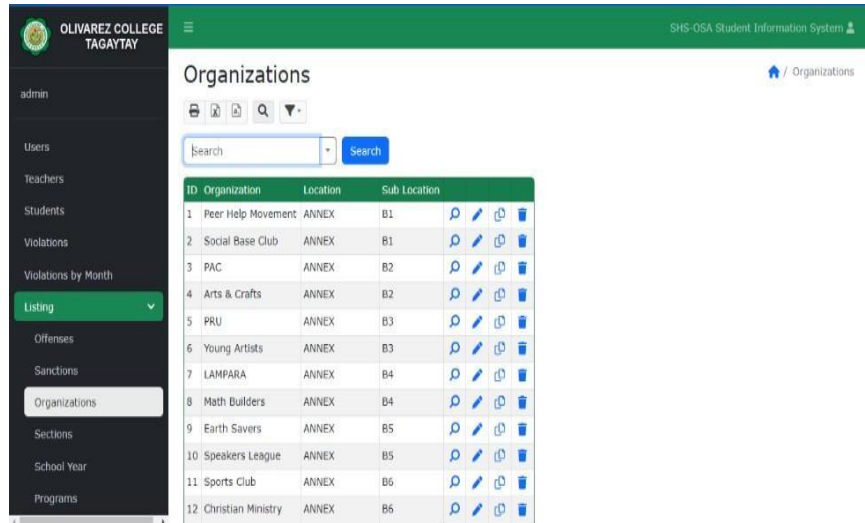 OLIVAREZ COLLEGE
TAGAYTAY
SHS-OSA Student Information System
admin
Users
Teachers
Students
Violations
Violations by Month
Listing
Offenses
Sanctions
Organizations
Sections
School Year
Programs
Organizations
/ Organizations
Search
Search
ID Organization Location Sub Location
1 Peer Help Movement ANNEX B1
2 Social Base Club ANNEX B1
3 PAC ANNEX B2
4 Arts & Crafts ANNEX B2
5 PRU ANNEX B3
6 Young Artists ANNEX B3
7 LAMPARA ANNEX B4
8 Math Builders ANNEX B4
9 Earth Savers ANNEX B5
10 Speakers League ANNEX B5
11 Sports Club ANNEX B6
12 Christian Ministry ANNEX B6